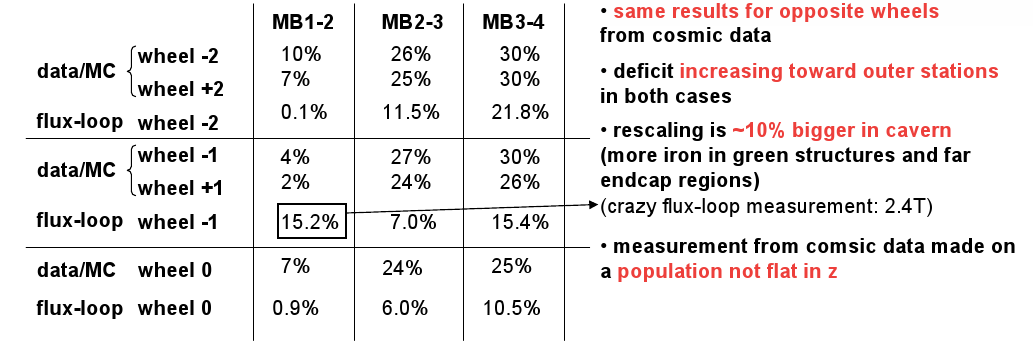 MB1-2 MB2-3 MB3-4
data/MC wheel -2 10% 26% 30%
wheel +2 7% 25% 30%
flux-loop wheel -2 0.1% 11.5% 21.8%
data/MC wheel -1 4% 27% 30%
wheel +1 2% 24% 26%
flux-loop wheel -1 15.2% 7.0% 15.4%
data/MC wheel 0 7% 24% 25%
flux-loop wheel 0 0.9% 6.0% 10.5%
• same results for opposite wheels
from cosmic data
• deficit increasing toward outer stations
in both cases
• rescaling is ~10% bigger in cavern
(more iron in green structures and far
endcap regions)
(crazy flux-loop measurement: 2.4T)
• measurement from comsic data made on
a population not flat in z